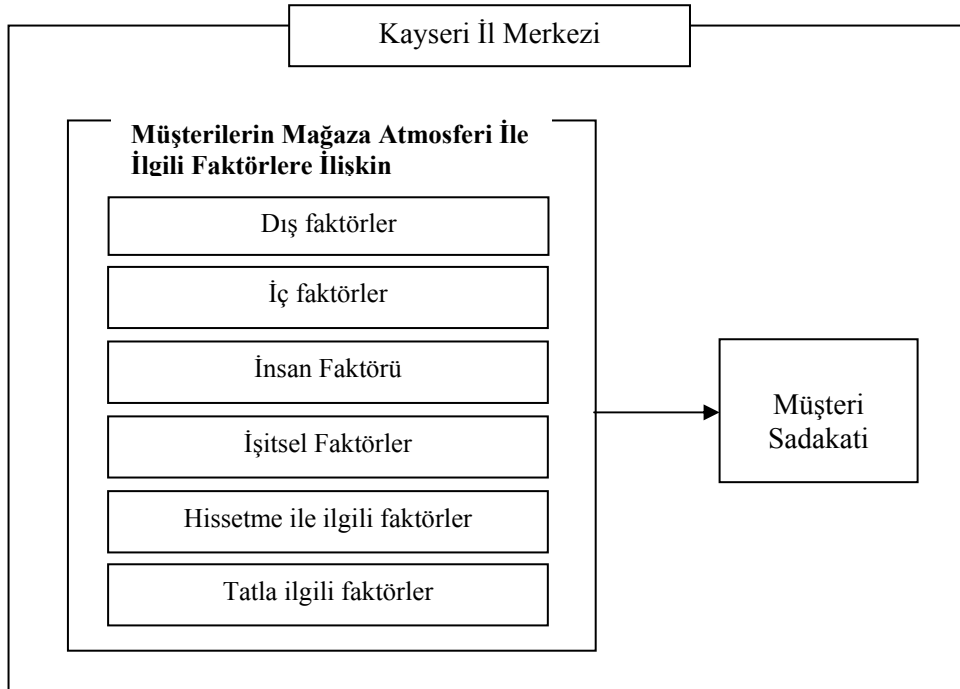 Kayseri İl Merkezi
Müşterilerin Mağaza Atmosferi İle
İlgili Faktörlere İlişkin
Dış faktörler
İç faktörler
İnsan Faktörü
İşitsel Faktörler
Hissetme ile ilgili faktörler
Tatla ilgili faktörler
Müşteri
Sadakati